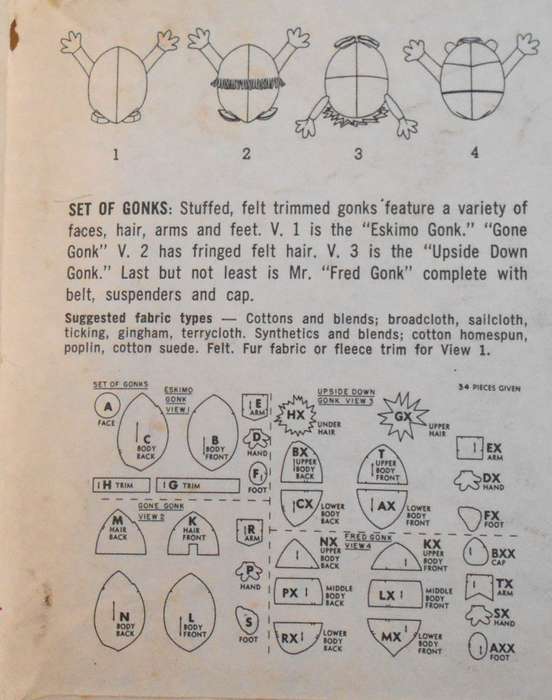 1
2
3
4
SET OF GONKS: Stuffed, felt trimmed gonks feature a variety of
faces, hair, arms and feet. V. 1 is the "Eskimo Gonk." "Gone
Gonk" V. 2 has fringed felt hair. V. 3 is the "Upside Down
Gonk." Last but not least is Mr. "Fred Gonk" complete with
belt, suspenders and cap.
Suggested fabric types — Cottons and blends; broadcloth, sailcloth,
ticking, gingham, terrycloth. Synthetics and blends; cotton homespun,
poplin, cotton suede. Felt. Fur fabric or fleece trim for View 1.
SET OF GONKS
ESKIMO
GONK
VIEW 1
A
FACE
C
BODY
BACK
B
BODY
FRONT
E
ARM
D
HAND
F
FOOT
H TRIM
G TRIM
GONE GONK
VIEW 2
M
HAIR
BACK
K
HAIR
FRONT
R
ARM
P
HAND
N
BODY
BACK
L
BODY
FRONT
S
FOOT
UPSIDE DOWN
GONK VIEW 3
34 PIECES GIVEN
HX
UNDER
HAIR
GX
UPPER
HAIR
BX
UPPER
BODY
BACK
T
UPPER
BODY
FRONT
EX
ARM
DX
HAND
CX
LOWER
BODY
BACK
AX
LOWER
BODY
FRONT
FX
FOOT
FRED GONK
VIEW 4
NX
UPPER
BODY
BACK
KX
UPPER
BODY
FRONT
BXX
CAP
PX
MIDDLE
BODY
BACK
LX
MIDDLE
BODY
FRONT
TX
ARM
SX
HAND
RX
LOWER
BODY
BACK
MX
LOWER
BODY
FRONT
AXX
FOOT